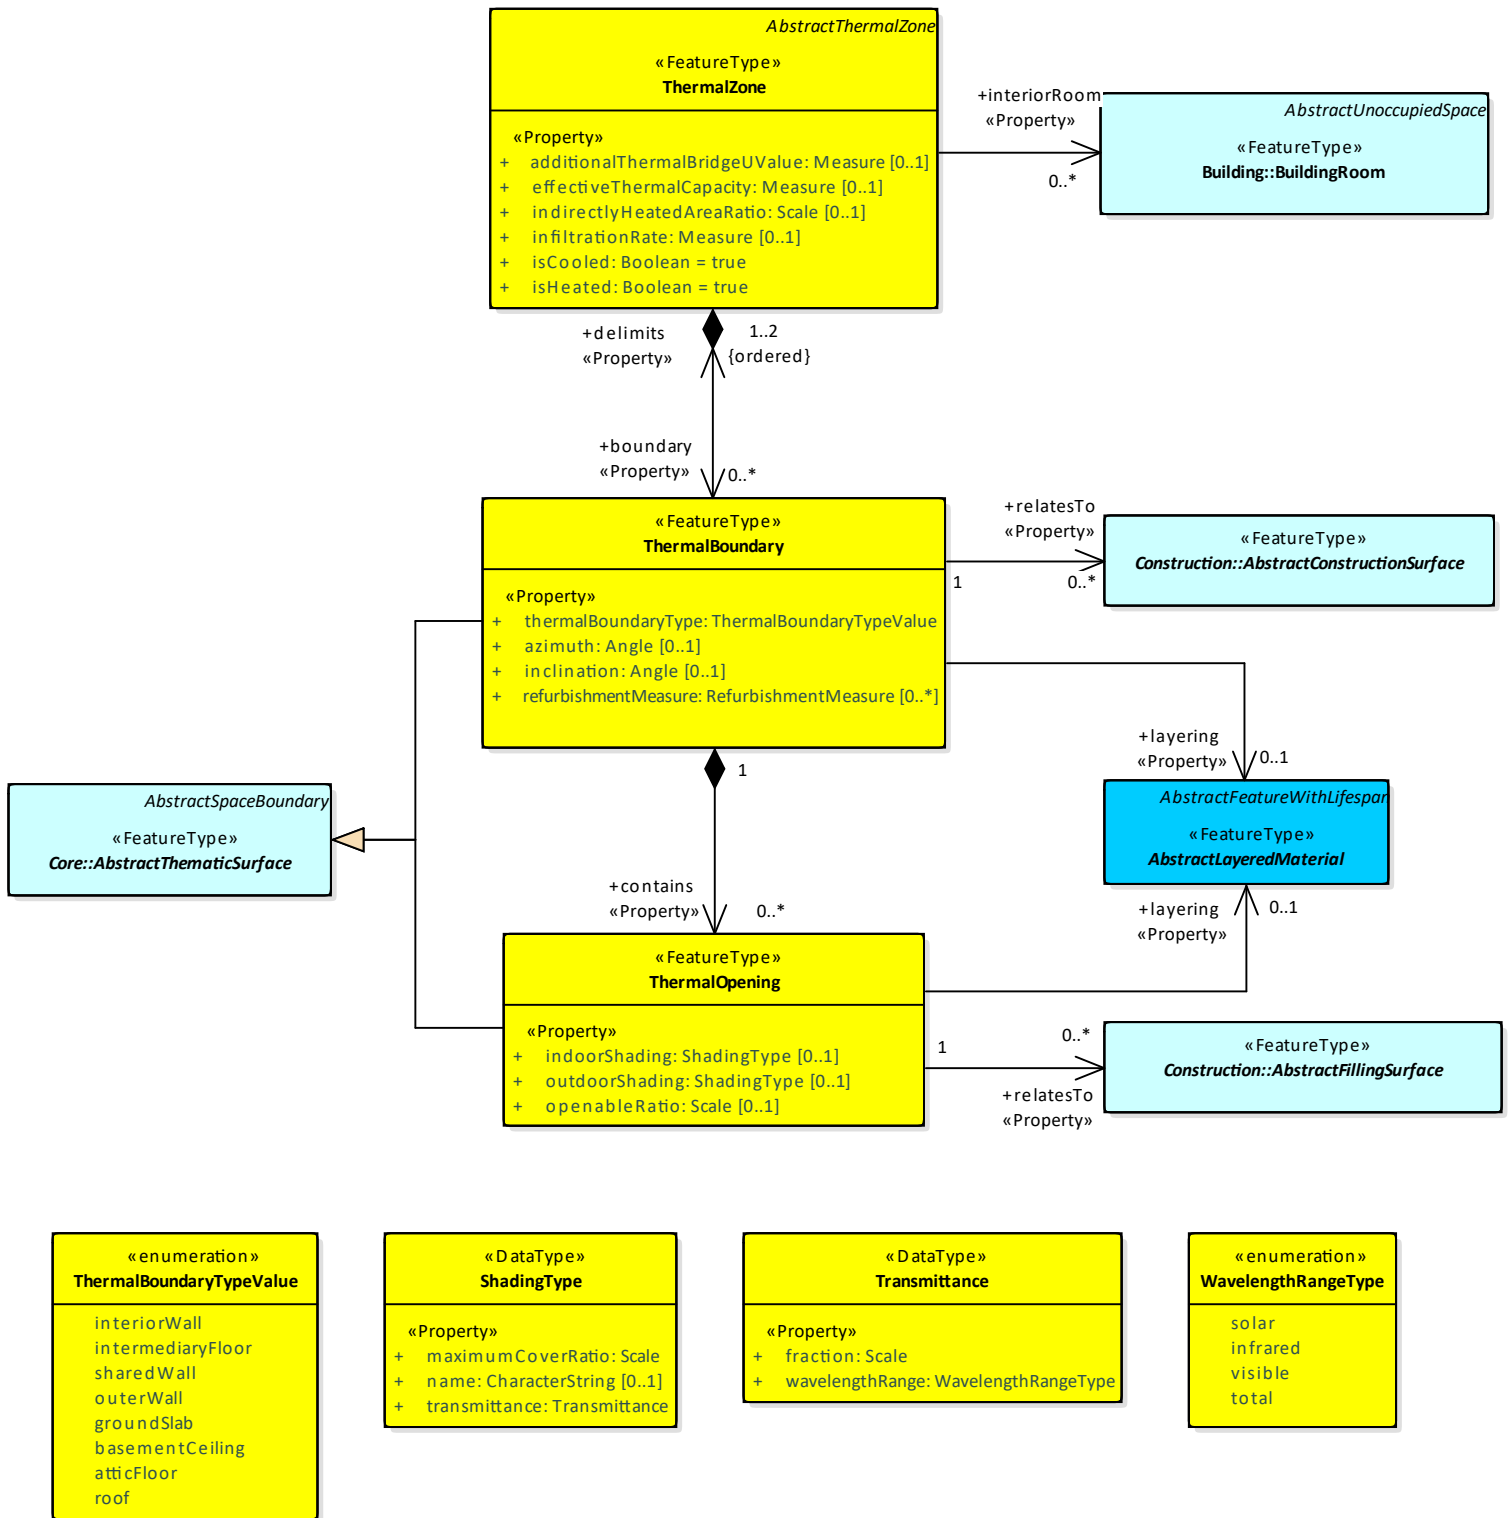 AbstractThermalZone
«FeatureType»
ThermalZone
«Property»
+ additionalThermalBridgeUValue: Measure [0..1]
+ effectiveThermalCapacity: Measure [0..1]
+ indirectlyHeatedAreaRatio: Scale [0..1]
+ infiltrationRate: Measure [0..1]
+ isCooled: Boolean = true
+ isHeated: Boolean = true
+interiorRoom
«Property»
0..*
AbstractUnoccupiedSpace
«FeatureType»
Building::BuildingRoom
+delimits
«Property»
1..2
{ordered}
+boundary
«Property»
0..*
«FeatureType»
ThermalBoundary
«Property»
+ thermalBoundaryType: ThermalBoundaryTypeValue
+ azimuth: Angle [0..1]
+ inclination: Angle [0..1]
+ refurbishmentMeasure: RefurbishmentMeasure [0..*]
+relatesTo
«Property»
1
0..*
«FeatureType»
Construction::AbstractConstructionSurface
+layering
«Property»
0..1
AbstractFeatureWithLifespan
«FeatureType»
AbstractLayeredMaterial
+layering
«Property»
0..1
AbstractSpaceBoundary
«FeatureType»
Core::AbstractThematicSurface
1
+contains
«Property»
0..*
«FeatureType»
ThermalOpening
«Property»
+ indoorShading: ShadingType [0..1]
+ outdoorShading: ShadingType [0..1]
+ openableRatio: Scale [0..1]
1
0..*
+relatesTo
«Property»
«FeatureType»
Construction::AbstractFillingSurface
«enumeration»
ThermalBoundaryTypeValue
interiorWall
intermediaryFloor
sharedWall
outerWall
groundSlab
basementCeiling
atticFloor
roof
«DataType»
ShadingType
«Property»
+ maximumCoverRatio: Scale
+ name: CharacterString [0..1]
+ transmittance: Transmittance
«DataType»
Transmittance
«Property»
+ fraction: Scale
+ wavelengthRange: WavelengthRangeType
«enumeration»
WavelengthRangeType
solar
infrared
visible
total